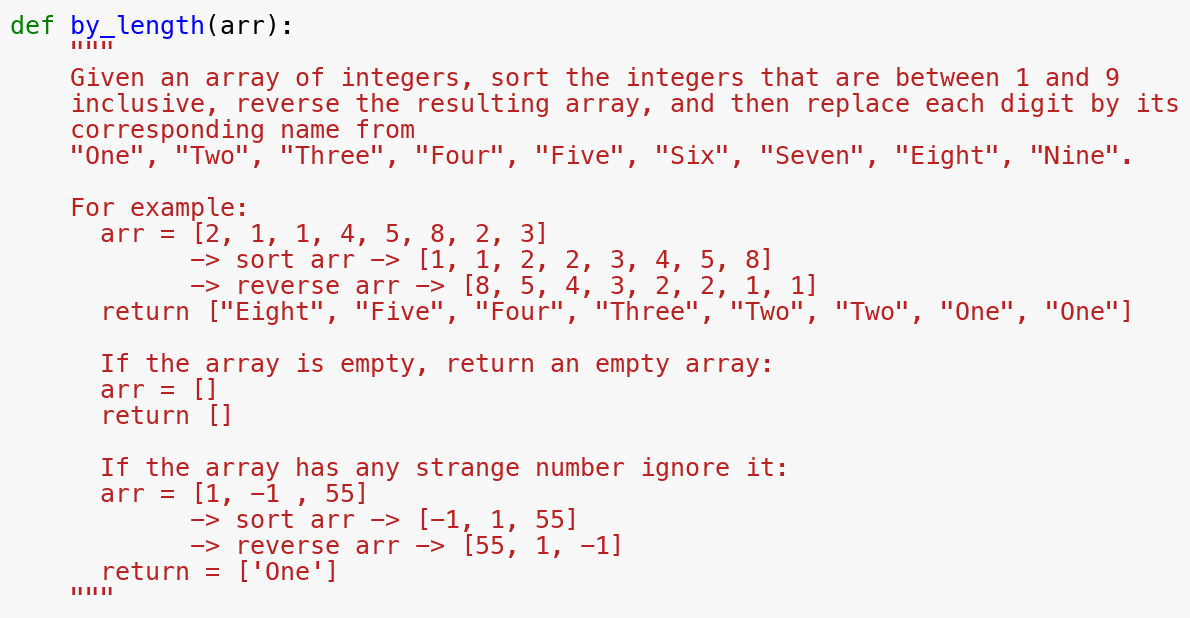 def by_length(arr):
    """
    Given an array of integers, sort the integers that are between 1 and 9
    inclusive, reverse the resulting array, and then replace each digit by its
    corresponding name from
    "One", "Two", "Three", "Four", "Five", "Six", "Seven", "Eight", "Nine".

    For example:
      arr = [2, 1, 1, 4, 5, 8, 2, 3]
            -> sort arr -> [1, 1, 2, 2, 3, 4, 5, 8]
            -> reverse arr -> [8, 5, 4, 3, 2, 2, 1, 1]
      return ["Eight", "Five", "Four", "Three", "Two", "Two", "One", "One"]

      If the array is empty, return an empty array:
      arr = []
      return []

      If the array has any strange number ignore it:
      arr = [1, -1 , 55]
            -> sort arr -> [-1, 1, 55]
            -> reverse arr -> [55, 1, -1]
      return = ['One']
    """